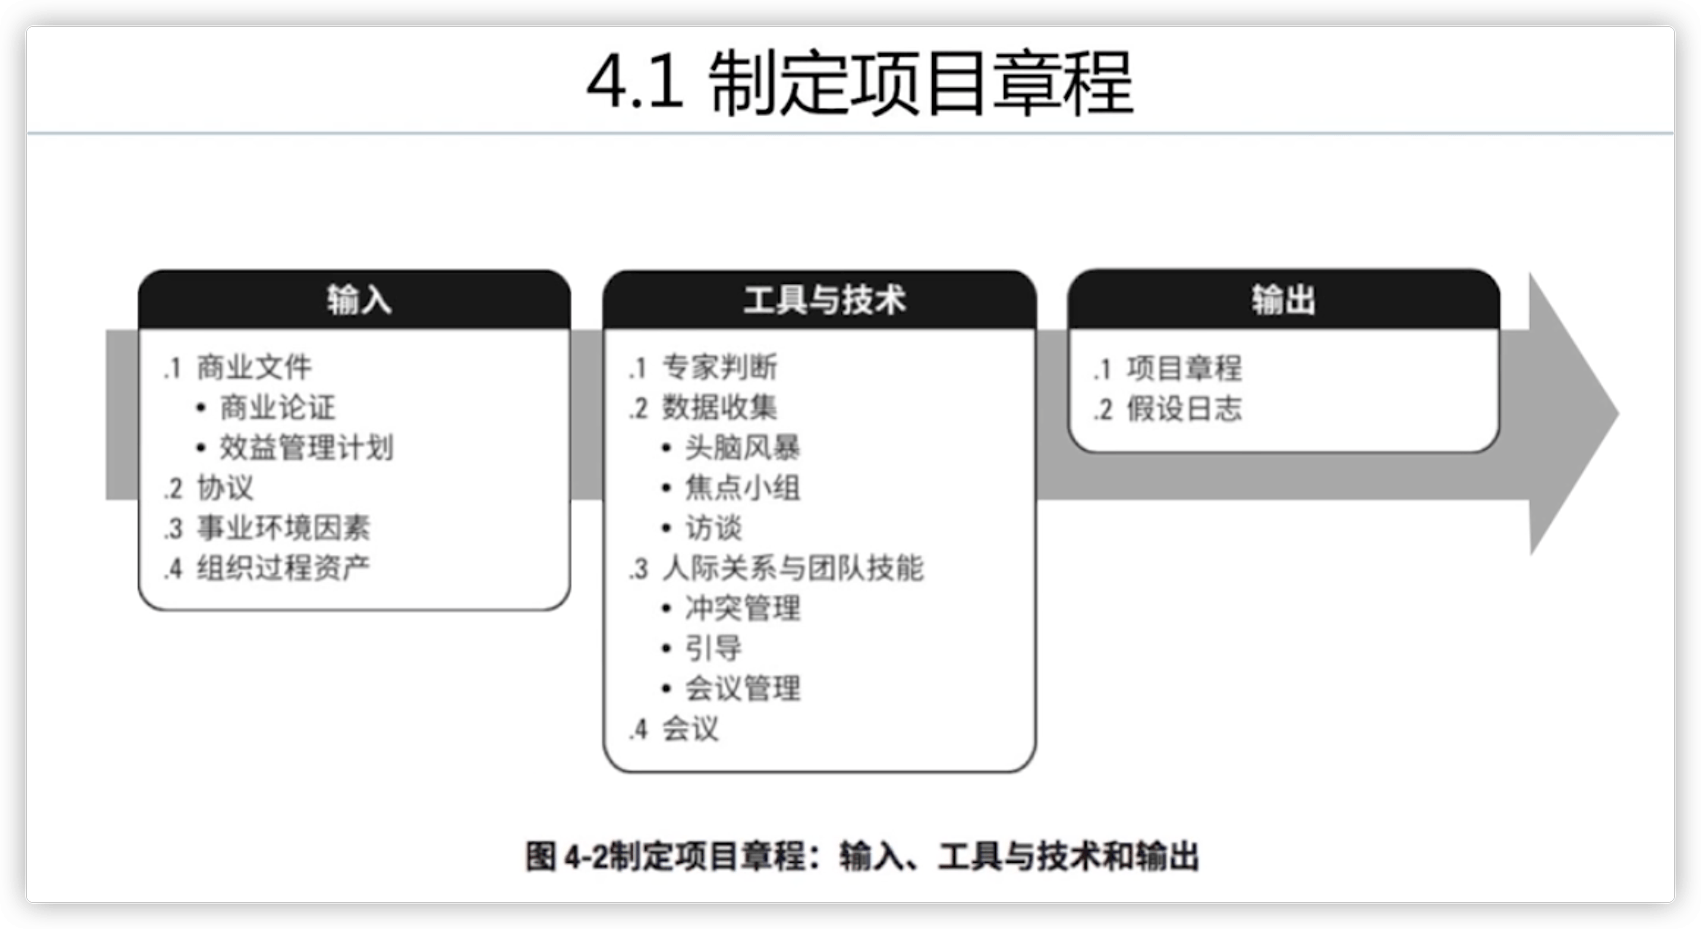 4.1 制定项目章程
输入
.1 商业文件
• 商业论证
• 效益管理计划
.2 协议
.3 事业环境因素
.4 组织过程资产
工具与技术
.1 专家判断
.2 数据收集
• 头脑风暴
• 焦点小组
• 访谈
.3 人际关系与团队技能
• 冲突管理
• 引导
• 会议管理
.4 会议
输出
.1 项目章程
.2 假设日志
图 4-2制定项目章程：输入、工具与技术和输出